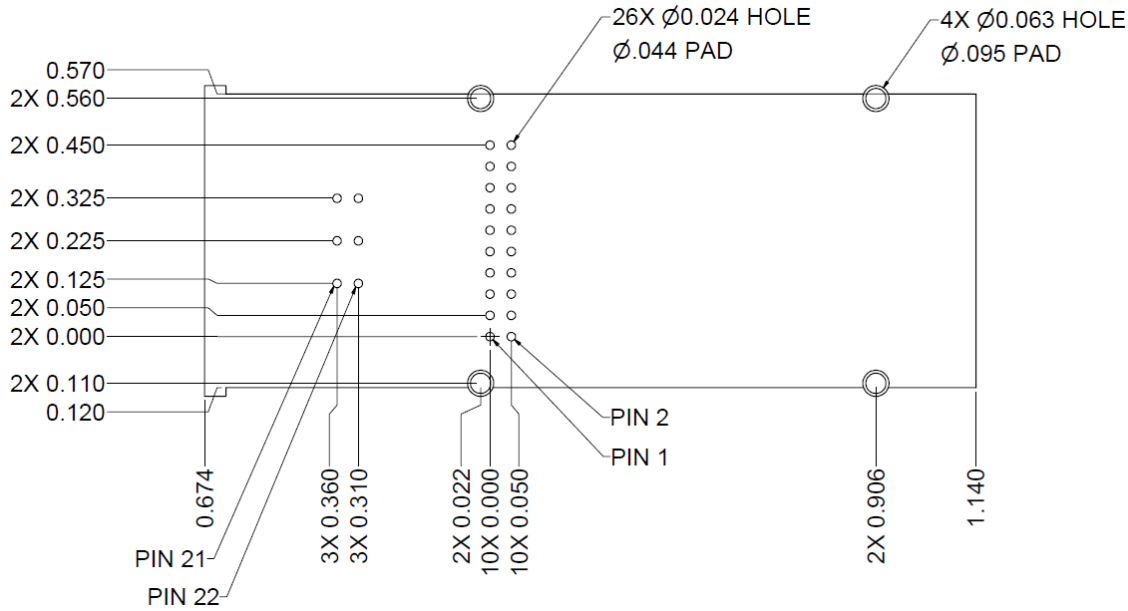 26X Ø0.024 HOLE
Ø.044 PAD
4X Ø0.063 HOLE
Ø.095 PAD
0.570
2X 0.560
2X 0.450
2X 0.325
2X 0.225
2X 0.125
2X 0.050
2X 0.000
2X 0.110
0.120
PIN 2
PIN 1
0.674
3X 0.360
3X 0.310
2X 0.022
10X 0.000
10X 0.050
2X 0.906
1.140
PIN 21
PIN 22